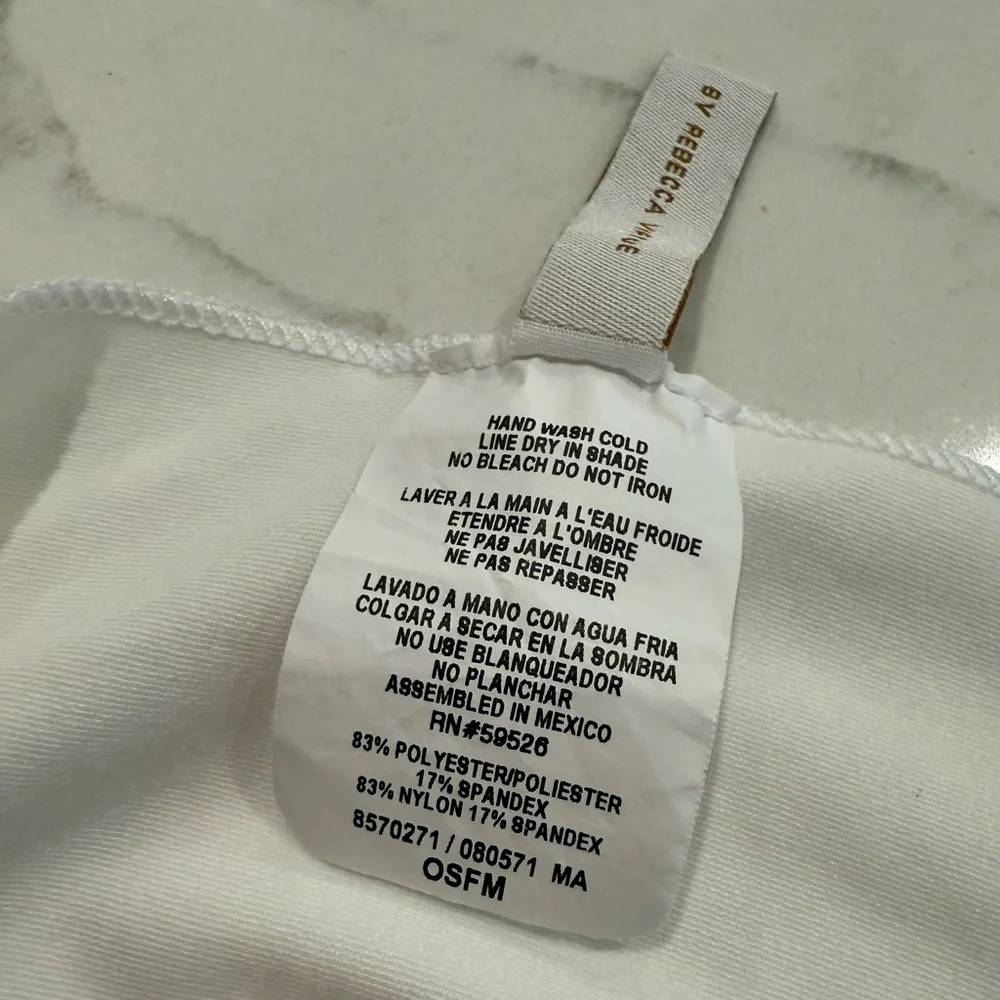 BY REBECCA VIRTUE
HAND WASH COLD
LINE DRY IN SHADE
NO BLEACH DO NOT IRON
LAVER A LA MAIN A L'EAU FROIDE
ETENDRE A L'OMBRE
NE PAS JAVELLISER
NE PAS REPASSER
LAVADO A MANO CON AGUA FRIA
COLGAR A SECAR EN LA SOMBRA
NO USE BLANQUEADOR
NO PLANCHAR
ASSEMBLED IN MEXICO
RN#59526
83% POLYESTER/POLIESTER
17% SPANDEX
83% NYLON 17% SPANDEX
8570271 / 080571 MA
OSFM